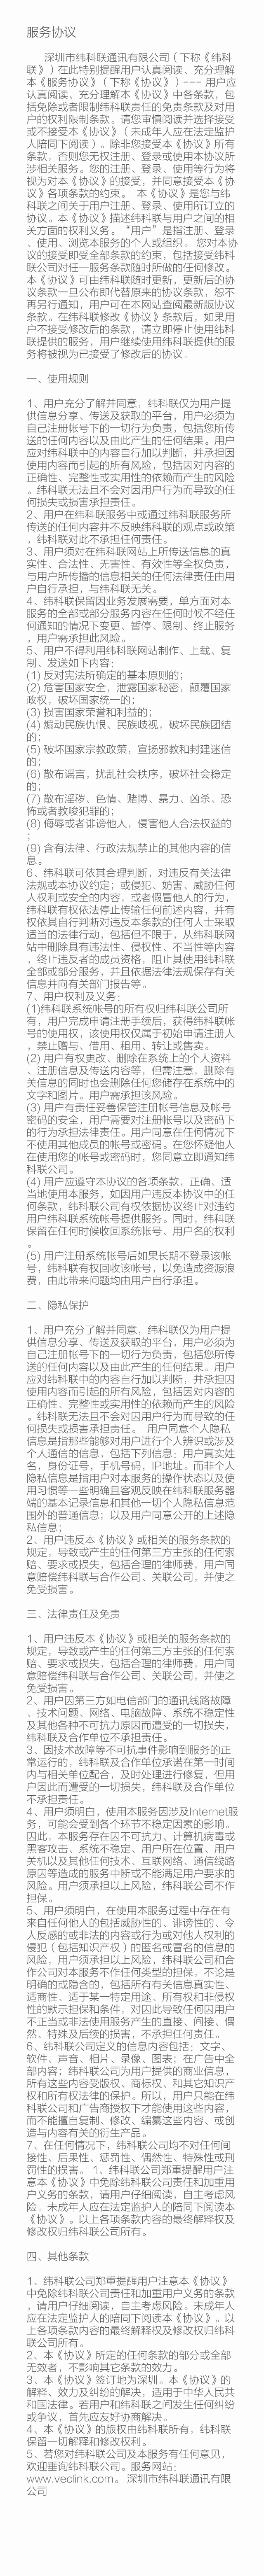 服务协议
深圳市纬科联通讯有限公司（下称《纬科
联》）在此特别提醒用户认真阅读、充分理解
本《服务协议》（下称《协议》）--- 用户应
认真阅读、充分理解本《协议》中各条款，包
括免除或者限制纬科联责任的免责条款及对用
户的权利限制条款。请您审慎阅读并选择接受
或不接受本《协议》（未成年人应在法定监护
人陪同下阅读）。除非您接受本《协议》所有
条款，否则您无权注册、登录或使用本协议所
涉相关服务。您的注册、登录、使用等行为将
视为对本《协议》的接受，并同意接受本《协
议》各项条款的约束。 本《协议》是您与纬
科联之间关于用户注册、登录、使用所订立的
协议。本《协议》描述纬科联与用户之间的相
关方面的权利义务。“用户”是指注册、登录
、使用、浏览本服务的个人或组织。 您对本协
议的接受即受全部条款的约束，包括接受纬科
联公司对任一服务条款随时所做的任何修改。
本《协议》可由纬科联随时更新，更新后的协
议条款一旦公布即代替原来的协议条款，恕不
再另行通知，用户可在本网站查阅最新版协议
条款。在纬科联修改《协议》条款后，如果用
户不接受修改后的条款，请立即停止使用纬科
联提供的服务，用户继续使用纬科联提供的服
务将被视为已接受了修改后的协议。
一、使用规则
1、用户充分了解并同意，纬科联仅为用户提
供信息分享、传送及获取的平台，用户必须为
自己注册帐号下的一切行为负责，包括您所传
送的任何内容以及由此产生的任何结果。用户
应对纬科联中的内容自行加以判断，并承担因
使用内容而引起的所有风险，包括因对内容的
正确性、完整性或实用性的依赖而产生的风险
。纬科联无法且不会对因用户行为而导致的任
何损失或损害承担责任。
2、用户在纬科联服务中或通过纬科联服务所
传送的任何内容并不反映纬科联的观点或政策
，纬科联对此不承担任何责任。
3、用户须对在纬科联网站上所传送信息的真
实性、合法性、无害性、有效性等全权负责，
与用户所传播的信息相关的任何法律责任由用
户自行承担，与纬科联无关。
4、纬科联保留因业务发展需要，单方面对本
服务的全部或部分服务内容在任何时候不经任
何通知的情况下变更、暂停、限制、终止服务
，用户需承担此风险。
5、用户不得利用纬科联网站制作、上载、复
制、发送如下内容：
(1) 反对宪法所确定的基本原则的；
(2) 危害国家安全，泄露国家秘密，颠覆国家
政权，破坏国家统一的；
(3) 损害国家荣誉和利益的；
(4) 煽动民族仇恨、民族歧视，破坏民族团结
的；
(5) 破坏国家宗教政策，宣扬邪教和封建迷信
的；
(6) 散布谣言，扰乱社会秩序，破坏社会稳定
的；
(7) 散布淫秽、色情、赌博、暴力、凶杀、恐
怖或者教唆犯罪的；
(8) 侮辱或者诽谤他人，侵害他人合法权益的
；
(9) 含有法律、行政法规禁止的其他内容的信
息。
6、纬科联可依其合理判断，对违反有关法律
法规或本协议约定；或侵犯、妨害、威胁任何
人权利或安全的内容，或者假冒他人的行为，
纬科联有权依法停止传输任何前述内容，并有
权依其自行判断对违反本条款的任何人士采取
适当的法律行动，包括但不限于，从纬科联网
站中删除具有违法性、侵权性、不当性等内容
，终止违反者的成员资格，阻止其使用纬科联
全部或部分服务，并且依据法律法规保存有关
信息并向有关部门报告等。
7、用户权利及义务：
(1)纬科联系统帐号的所有权归纬科联公司所
有，用户完成申请注册手续后，获得纬科联帐
号的使用权，该使用权仅属于初始申请注册人
，禁止赠与、借用、租用、转让或售卖。
(2) 用户有权更改、删除在系统上的个人资料
、注册信息及传送内容等，但需注意，删除有
关信息的同时也会删除任何您储存在系统中的
文字和图片。用户需承担该风险。
(3) 用户有责任妥善保管注册帐号信息及帐号
密码的安全，用户需要对注册帐号以及密码下
的行为承担法律责任。用户同意在任何情况下
不使用其他成员的帐号或密码。在您怀疑他人
在使用您的帐号或密码时，您同意立即通知纬
科联公司。
(4) 用户应遵守本协议的各项条款，正确、适
当地使用本服务，如因用户违反本协议中的任
何条款，纬科联公司有权依据协议终止对违约
用户纬科联系统帐号提供服务。同时，纬科联
保留在任何时候收回系统帐号、用户名的权利
。
(5) 用户注册系统帐号后如果长期不登录该帐
号，纬科联有权回收该帐号，以免造成资源浪
费，由此带来问题均由用户自行承担。
二、隐私保护
1、用户充分了解并同意，纬科联仅为用户提
供信息分享、传送及获取的平台，用户必须为
自己注册帐号下的一切行为负责，包括您所传
送的任何内容以及由此产生的任何结果。用户
应对纬科联中的内容自行加以判断，并承担因
使用内容而引起的所有风险，包括因对内容的
正确性、完整性或实用性的依赖而产生的风险
。纬科联无法且不会对因用户行为而导致的任
何损失或损害承担责任。 用户同意个人隐私
信息是指那些能够对用户进行个人辨识或涉及
个人通信的信息，包括下列信息：用户真实姓
名，身份证号，手机号码，IP地址。而非个人
隐私信息是指用户对本服务的操作状态以及使
用习惯等一些明确且客观反映在纬科联服务器
端的基本记录信息和其他一切个人隐私信息范
围外的普通信息；以及用户同意公开的上述隐
私信息；
2、用户违反本《协议》或相关的服务条款的
规定，导致或产生的任何第三方主张的任何索
赔、要求或损失，包括合理的律师费，用户同
意赔偿纬科联与合作公司、关联公司，并使之
免受损害。
三、法律责任及免责
1、用户违反本《协议》或相关的服务条款的
规定，导致或产生的任何第三方主张的任何索
赔、要求或损失，包括合理的律师费，用户同
意赔偿纬科联与合作公司、关联公司，并使之
免受损害。
2、用户因第三方如电信部门的通讯线路故障
、技术问题、网络、电脑故障、系统不稳定性
及其他各种不可抗力原因而遭受的一切损失，
纬科联及合作单位不承担责任。
3、因技术故障等不可抗事件影响到服务的正
常运行的，纬科联及合作单位承诺在第一时间
内与相关单位配合，及时处理进行修复，但用
户因此而遭受的一切损失，纬科联及合作单位
不承担责任。
4、用户须明白，使用本服务因涉及Internet服
务，可能会受到各个环节不稳定因素的影响。
因此，本服务存在因不可抗力、计算机病毒或
黑客攻击、系统不稳定、用户所在位置、用户
关机以及其他任何技术、互联网络、通信线路
原因等造成的服务中断或不能满足用户要求的
风险。用户须承担以上风险，纬科联公司不作
担保。
5、用户须明白，在使用本服务过程中存在有
来自任何他人的包括威胁性的、诽谤性的、令
人反感的或非法的内容或行为或对他人权利的
侵犯（包括知识产权）的匿名或冒名的信息的
风险，用户须承担以上风险，纬科联公司和合
作公司对本服务不作任何类型的担保，不论是
明确的或隐含的，包括所有有关信息真实性、
适商性、适于某一特定用途、所有权和非侵权
性的默示担保和条件，对因此导致任何因用户
不正当或非法使用服务产生的直接、间接、偶
然、特殊及后续的损害，不承担任何责任。
6、纬科联公司定义的信息内容包括：文字、
软件、声音、相片、录像、图表；在广告中全
部内容；纬科联公司为用户提供的商业信息，
所有这些内容受版权、商标权、和其它知识产
权和所有权法律的保护。所以，用户只能在纬
科联公司和广告商授权下才能使用这些内容，
而不能擅自复制、修改、编纂这些内容、或创
造与内容有关的衍生产品。
7、在任何情况下，纬科联公司均不对任何间
接性、后果性、惩罚性、偶然性、特殊性或刑
罚性的损害。 1、纬科联公司郑重提醒用户注
意本《协议》中免除纬科联公司责任和加重用
户义务的条款，请用户仔细阅读，自主考虑风
险。未成年人应在法定监护人的陪同下阅读本
《协议》。以上各项条款内容的最终解释权及
修改权归纬科联公司所有。
四、其他条款
1、纬科联公司郑重提醒用户注意本《协议》
中免除纬科联公司责任和加重用户义务的条款
，请用户仔细阅读，自主考虑风险。未成年人
应在法定监护人的陪同下阅读本《协议》。以
上各项条款内容的最终解释权及修改权归纬科
联公司所有。
2、本《协议》所定的任何条款的部分或全部
无效者，不影响其它条款的效力。
3、本《协议》签订地为深圳。本《协议》的
解释、效力及纠纷的解决，适用于中华人民共
和国法律。若用户和纬科联之间发生任何纠纷
或争议，首先应友好协商解决。
4、本《协议》的版权由纬科联所有，纬科联
保留一切解释和修改权利。
5、若您对纬科联公司及本服务有任何意见，
欢迎垂询纬科联公司。服务网站：
www.veclink.com。 深圳市纬科联通讯有限
公司